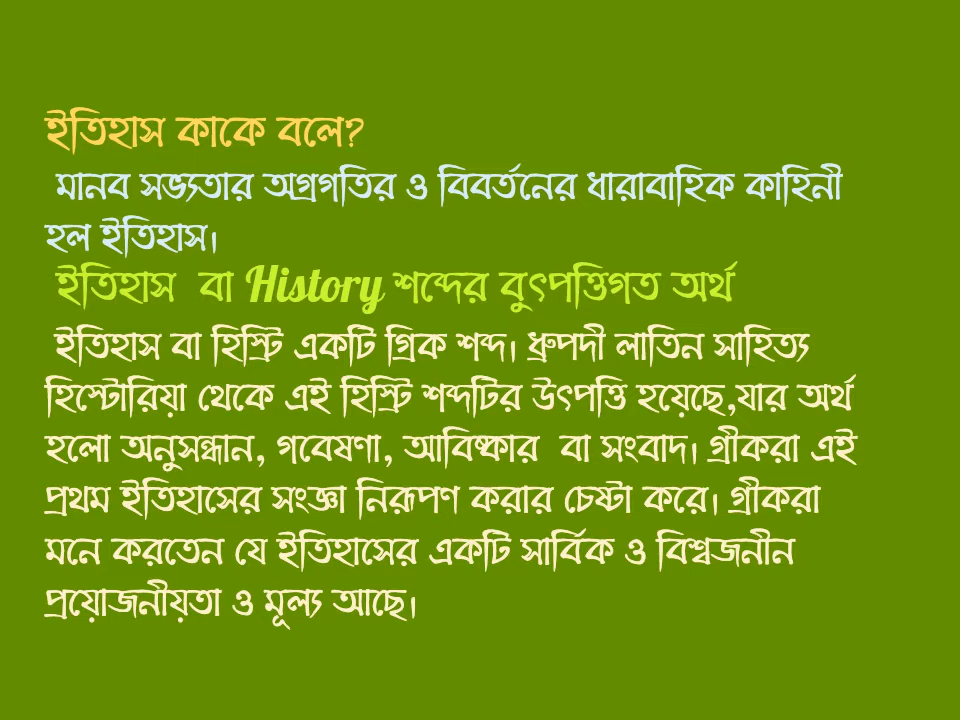 ইতিহাস কাকে বলে?
মানব সভ্যতার অগ্রগতির ও বিবর্তনের ধারাবাহিক কাহিনী
হল ইতিহাস।
ইতিহাস বা History শব্দের বুৎপত্তিগত অর্থ
ইতিহাস বা হিস্ট্রি একটি গ্রিক শব্দ। ধ্রুপদী লাতিন সাহিত্য
হিস্টোরিয়া থেকে এই হিস্ট্রি শব্দটির উৎপত্তি হয়েছে,যার অর্থ
হলো অনুসন্ধান, গবেষণা, আবিষ্কার বা সংবাদ। গ্রীকরা এই
প্রথম ইতিহাসের সংজ্ঞা নিরূপণ করার চেষ্টা করে। গ্রীকরা
মনে করতেন যে ইতিহাসের একটি সার্বিক ও বিশ্বজনীন
প্রয়োজনীয়তা ও মূল্য আছে।